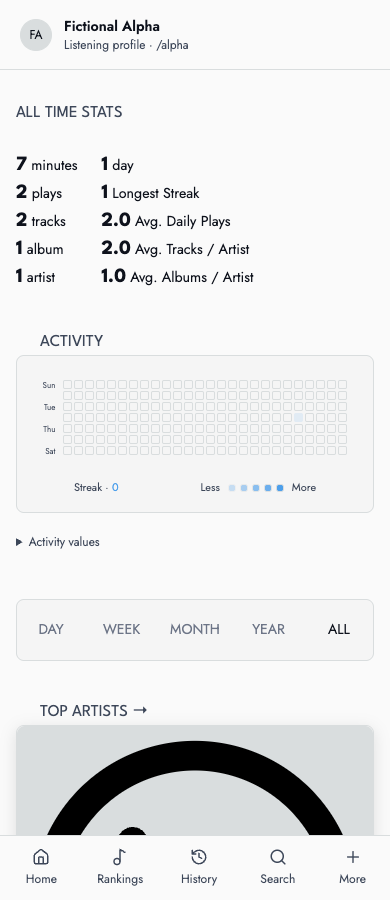 FA
Fictional Alpha
Listening profile · /alpha
ALL TIME STATS
7 minutes
2 plays
2 tracks
1 album
1 artist
1 day
1 Longest Streak
2.0 Avg. Daily Plays
2.0 Avg. Tracks / Artist
1.0 Avg. Albums / Artist
ACTIVITY
Sun
Tue
Thu
Sat
Streak · 0
Less
More
Activity values
DAY WEEK MONTH YEAR ALL
TOP ARTISTS →
Home Rankings History Search More